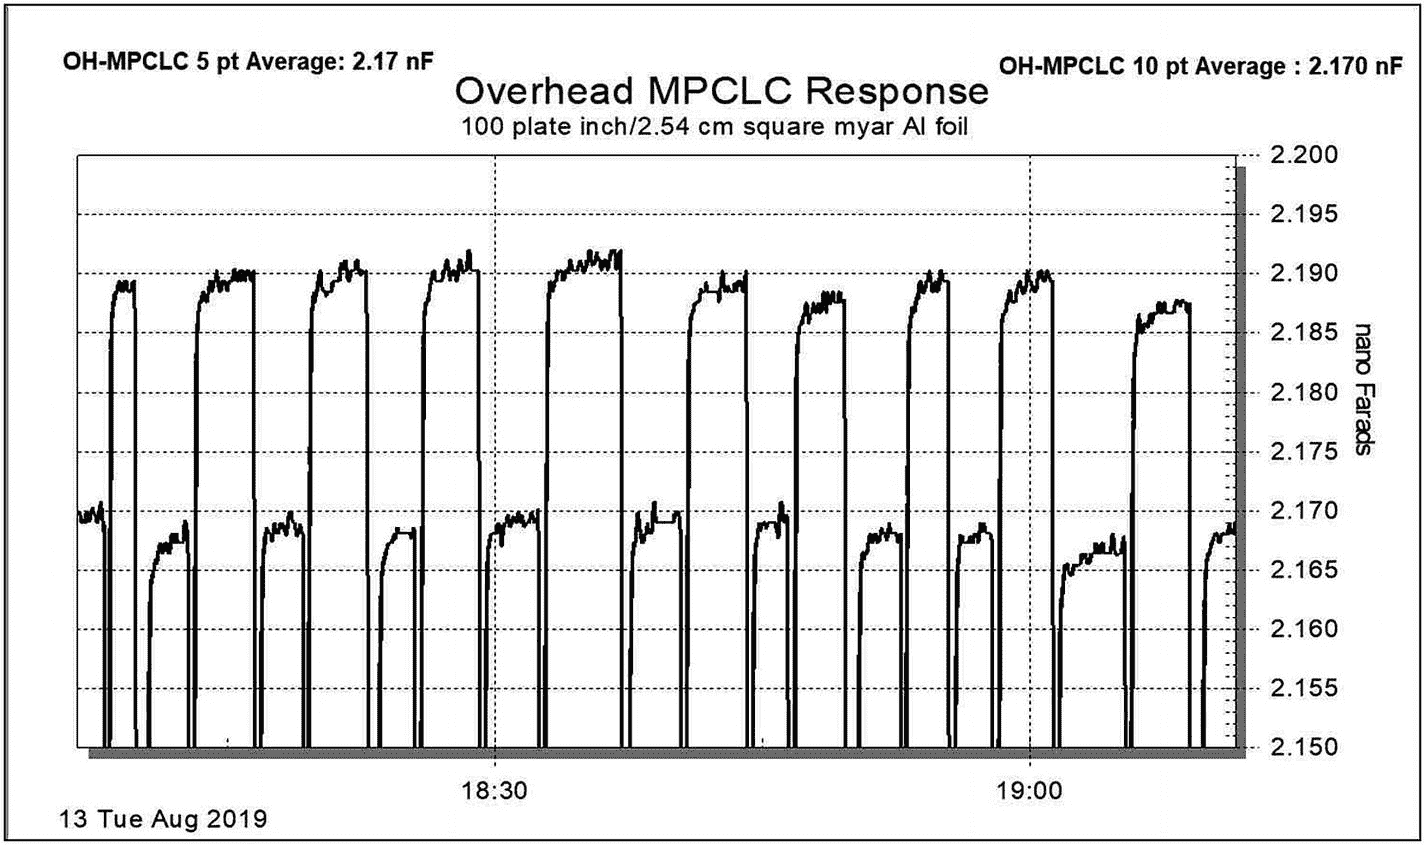 OH-MPCLC 5 pt Average: 2.17 nF
OH-MPCLC 10 pt Average : 2.170 nF
Overhead MPCLC Response
100 plate inch/2.54 cm square myar Al foil
2.200
2.195
2.190
2.185
2.180
2.175
2.170
2.165
2.160
2.155
2.150
nano Farads
18:30
19:00
13 Tue Aug 2019